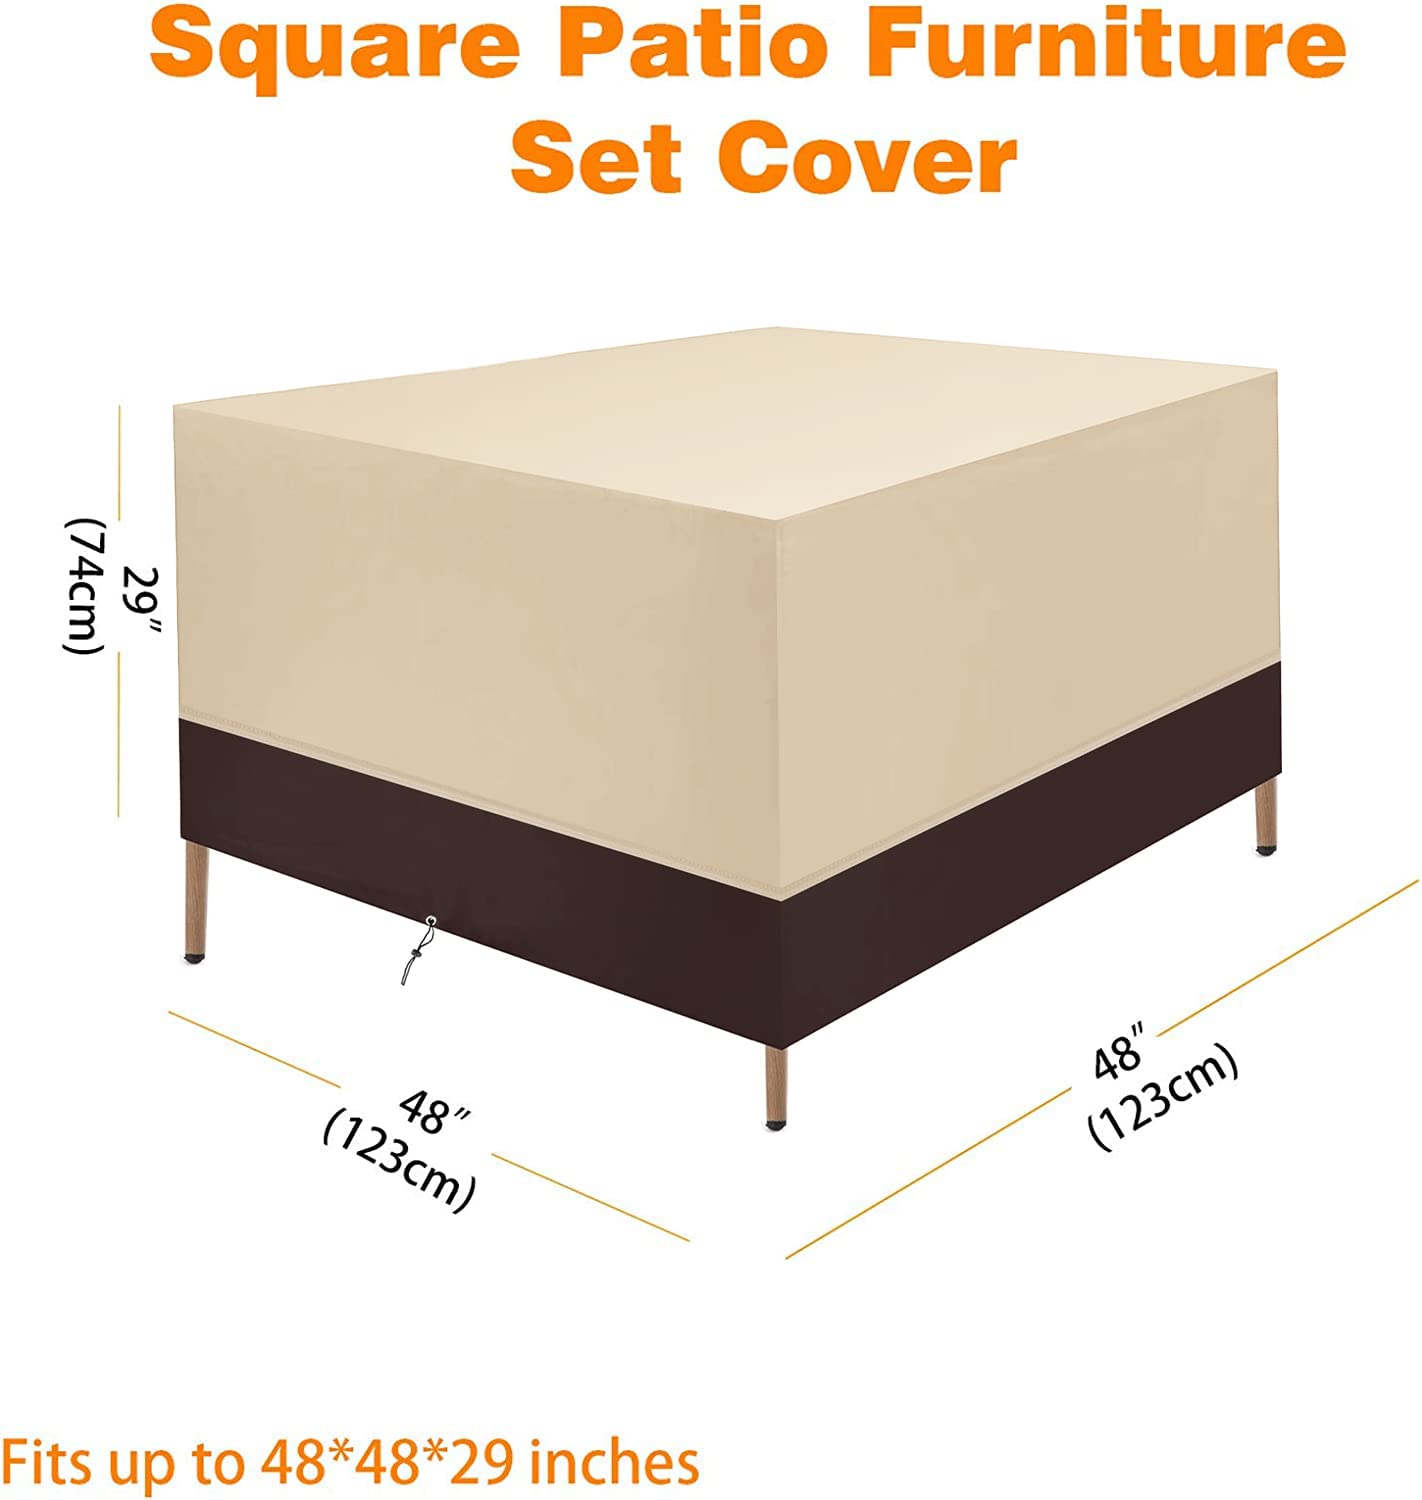 Square Patio Furniture
Set Cover
29"
(74cm)
48"
(123cm)
48"
(123cm)
Fits up to 48*48*29 inches